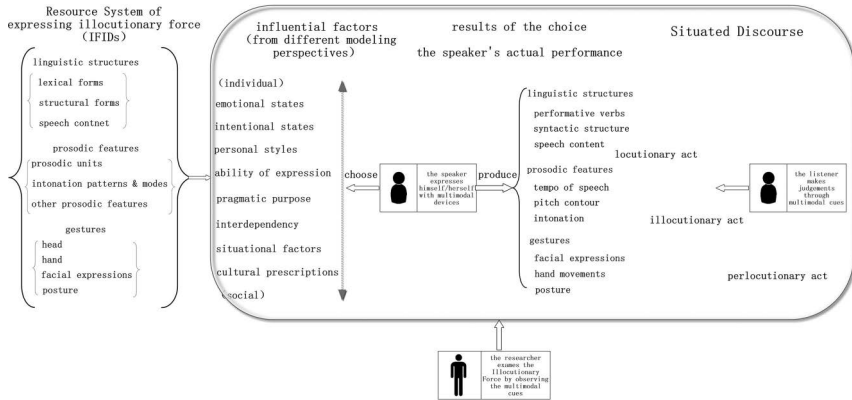 Resource System of
expressing illocutionary force
(IFIDs)
linguistic structures
lexical forms
structural forms
speech contnet
prosodic features
prosodic units
intonation patterns & modes
other prosodic features
gestures
head
hand
facial expressions
posture
influential factors
(from different modeling
perspectives)
(individual)
emotional states
intentional states
personal styles
ability of expression
pragmatic purpose
interdependency
situational factors
cultural prescriptions
(social)
choose
the speaker
expresses
himself/herself
with multimodal
devices
produce
results of the choice
the speaker's actual performance
linguistic structures
performative verbs
syntactic structure
speech content
prosodic features
tempo of speech
pitch contour
intonation
gestures
facial expressions
hand movements
posture
Situated Discourse
locutionary act
illocutionary act
perlocutionary act
the listener
makes
judgements
through
multimodal cues
the researcher
exames the
Illocutionary
Force by observing
the multimodal
cues